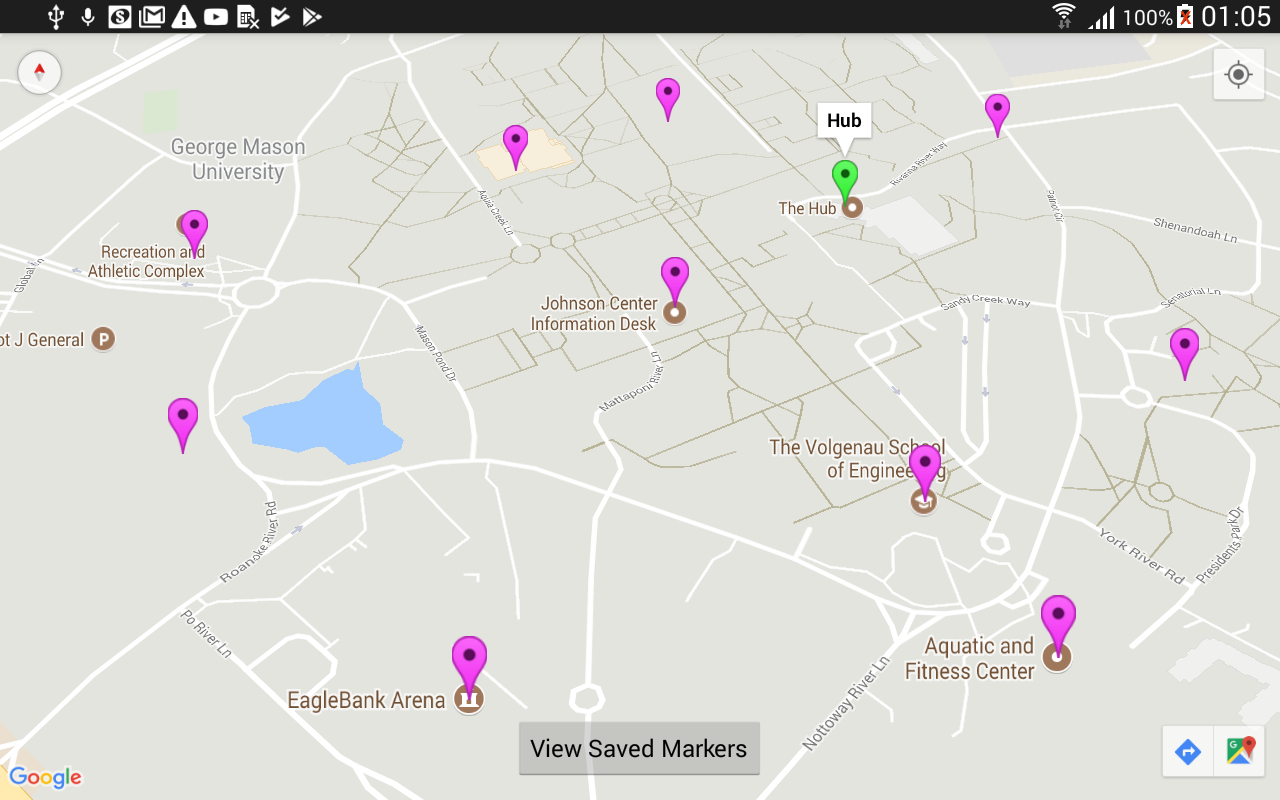 100% 01:05
George Mason
University
Hub
Rivanna River Way
The Hub
Aquia Creek Ln
Patriot Cir
Shenandoah Ln
Recreation and
Athletic Complex
Global Ln
Johnson Center
Information Desk
Sandy Creek Way
Senatorial Ln
ot J General
P
Mason Pond Dr
Mattaponi River Ln
The Volgenau School
of Engineering
Roanoke River Rd
York River Rd
Presidents Park Dr
Po River Ln
Aquatic and
Fitness Center
EagleBank Arena
Nottoway River Ln
View Saved Markers
Google